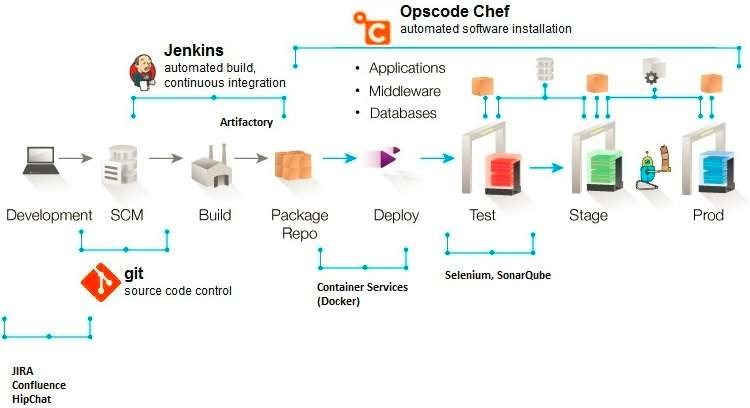 Opscode Chef
automated software installation
Jenkins
automated build,
continuous integration
• Applications
• Middleware
• Databases
Artifactory
Development
SCM
Build
Package
Repo
Deploy
Test
Stage
Prod
git
source code control
Container Services
(Docker)
Selenium, SonarQube
JIRA
Confluence
HipChat